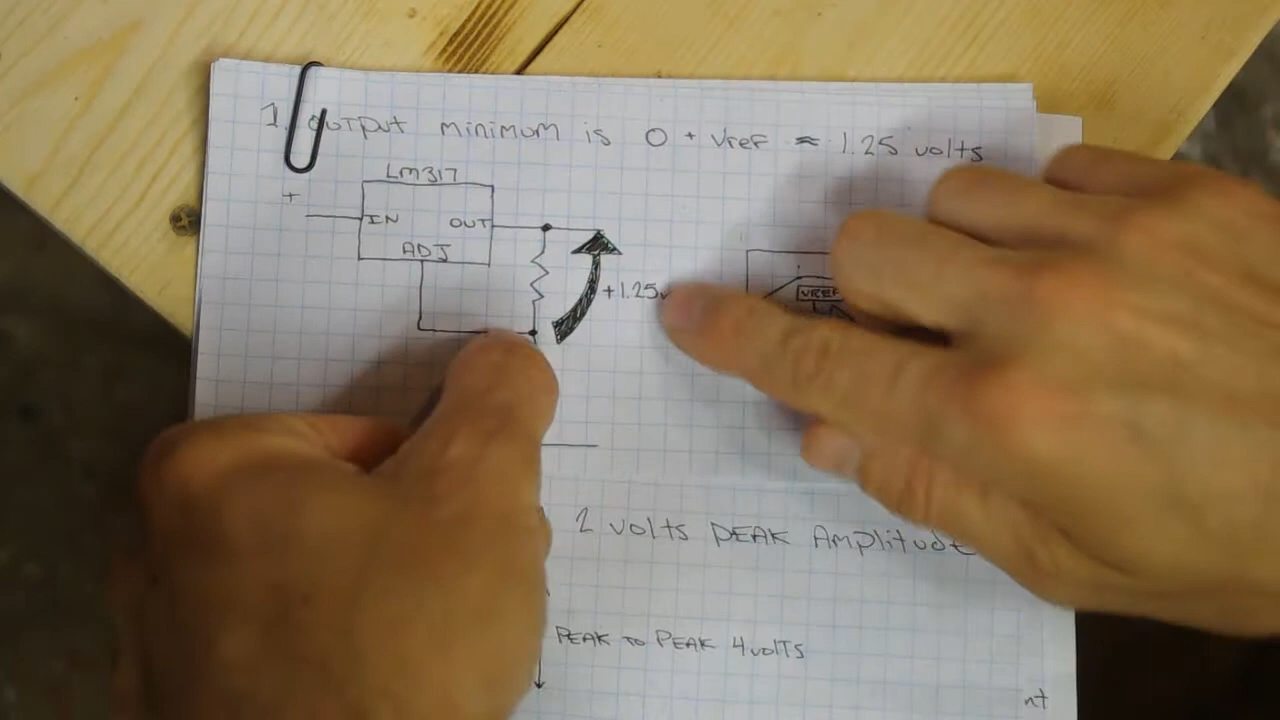 1. output minimum is 0 + Vref ≈ 1.25 volts
LM317
+
IN
OUT
ADJ
+1.25v
VREF
2 volts PEAK Amplitude
PEAK to PEAK 4 volts
nt